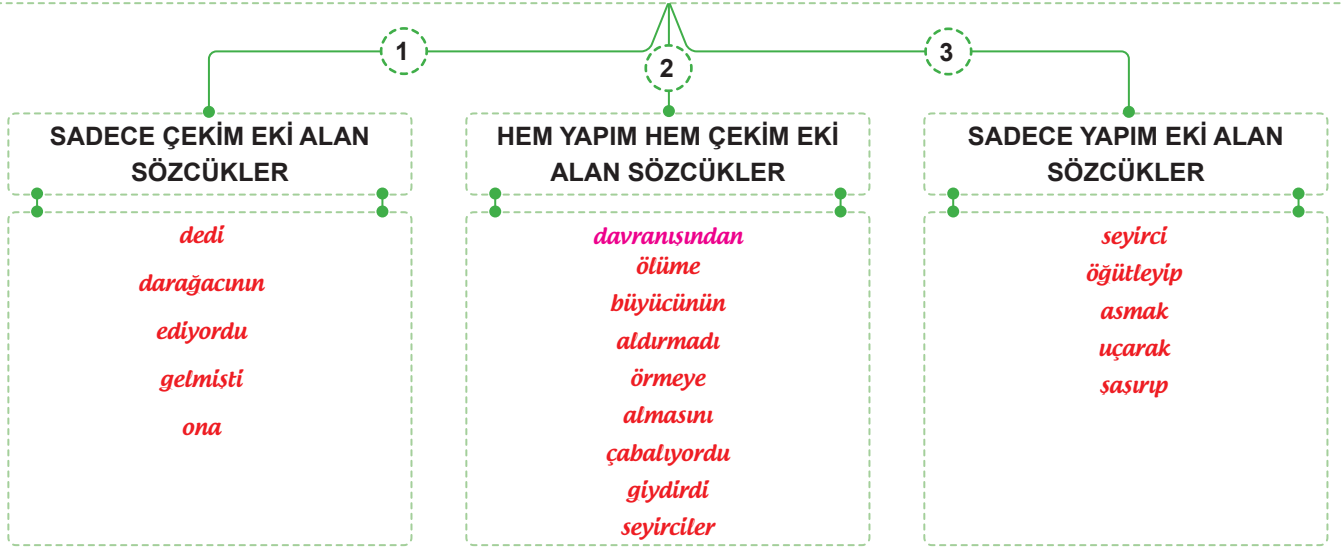 1
2
3
SADECE ÇEKİM EKİ ALAN
SÖZCÜKLER
HEM YAPIM HEM ÇEKİM EKİ
ALAN SÖZCÜKLER
SADECE YAPIM EKİ ALAN
SÖZCÜKLER
dedi
darağacının
ediyordu
gelmişti
ona
davranışından
ölüme
büyücünün
aldırmadı
örmeye
almasını
çabalıyordu
giydirdi
seyirciler
seyirci
öğütleyip
asmak
uçarak
şaşırıp